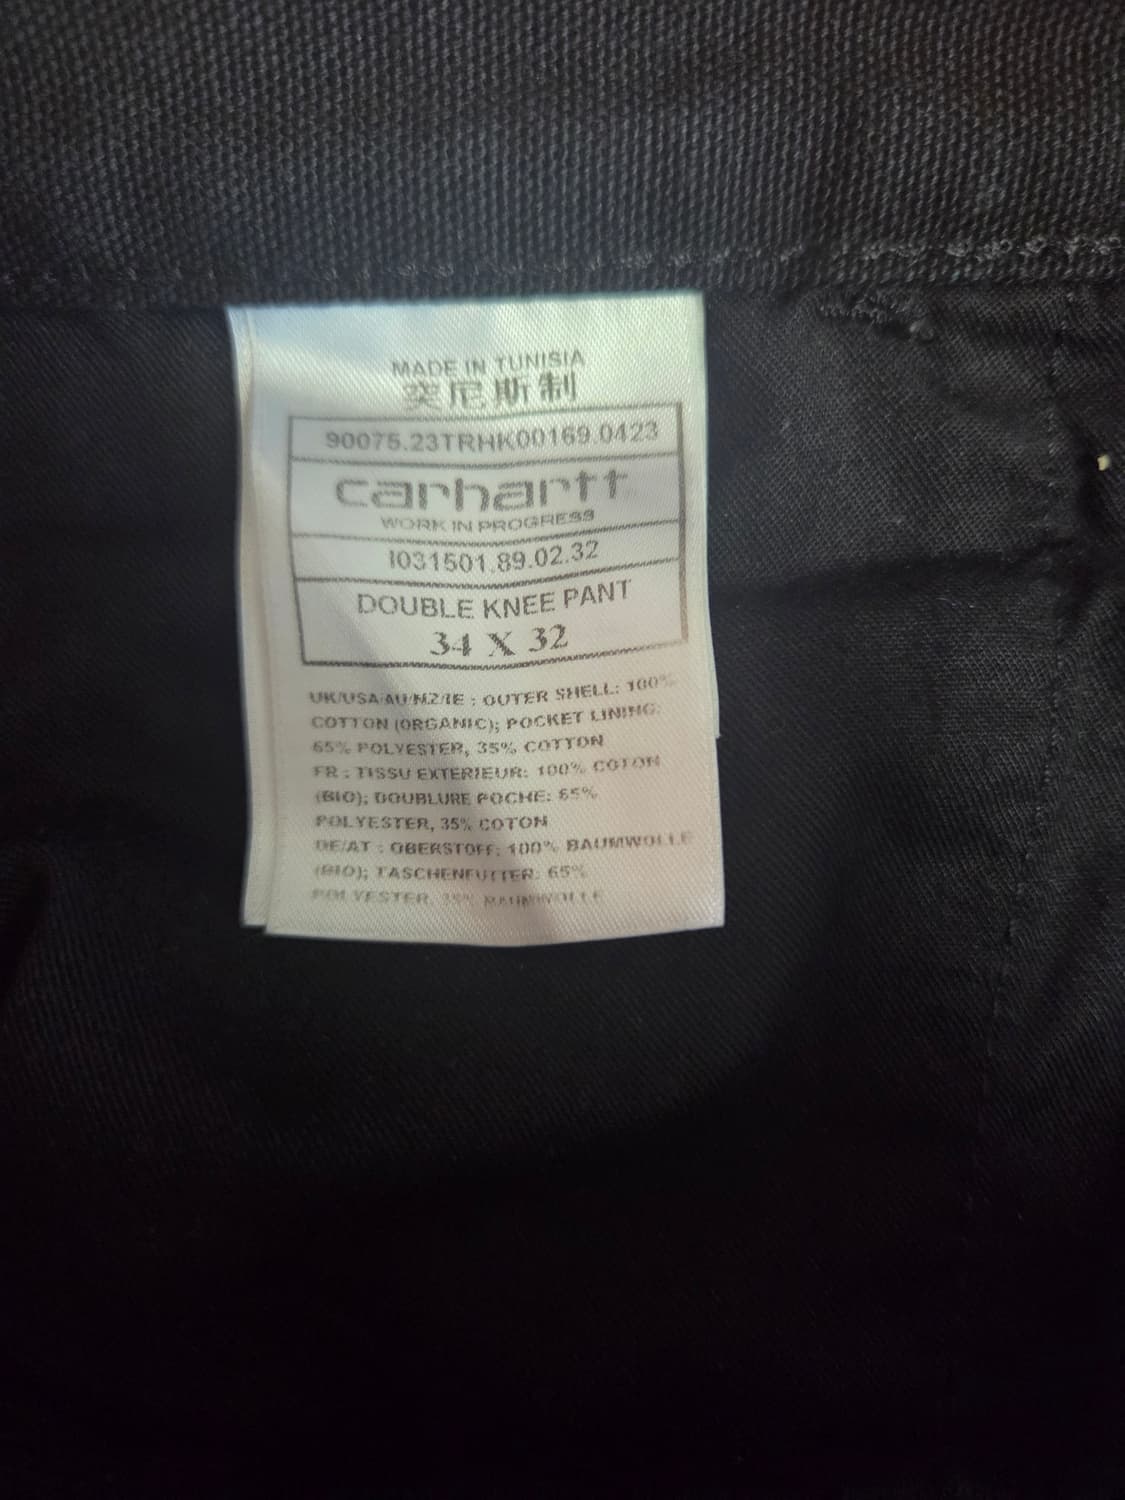 MADE IN TUNISIA
突尼斯制
90075.23TRHK00169.0423
carhartt
WORK IN PROGRESS
I031501.89.02.32
DOUBLE KNEE PANT
34 X 32
UK/USA/AU/NZ/IE : OUTER SHELL: 100%
COTTON (ORGANIC); POCKET LINING:
65% POLYESTER, 35% COTTON
FR : TISSU EXTERIEUR: 100% COTON
(BIO); DOUBLURE POCHE: 65%
POLYESTER, 35% COTON
DE/AT : OBERSTOFF: 100% BAUMWOLLE
(BIO); TASCHENFUTTER: 65%
POLYESTER, 35% BAUMWOLLE